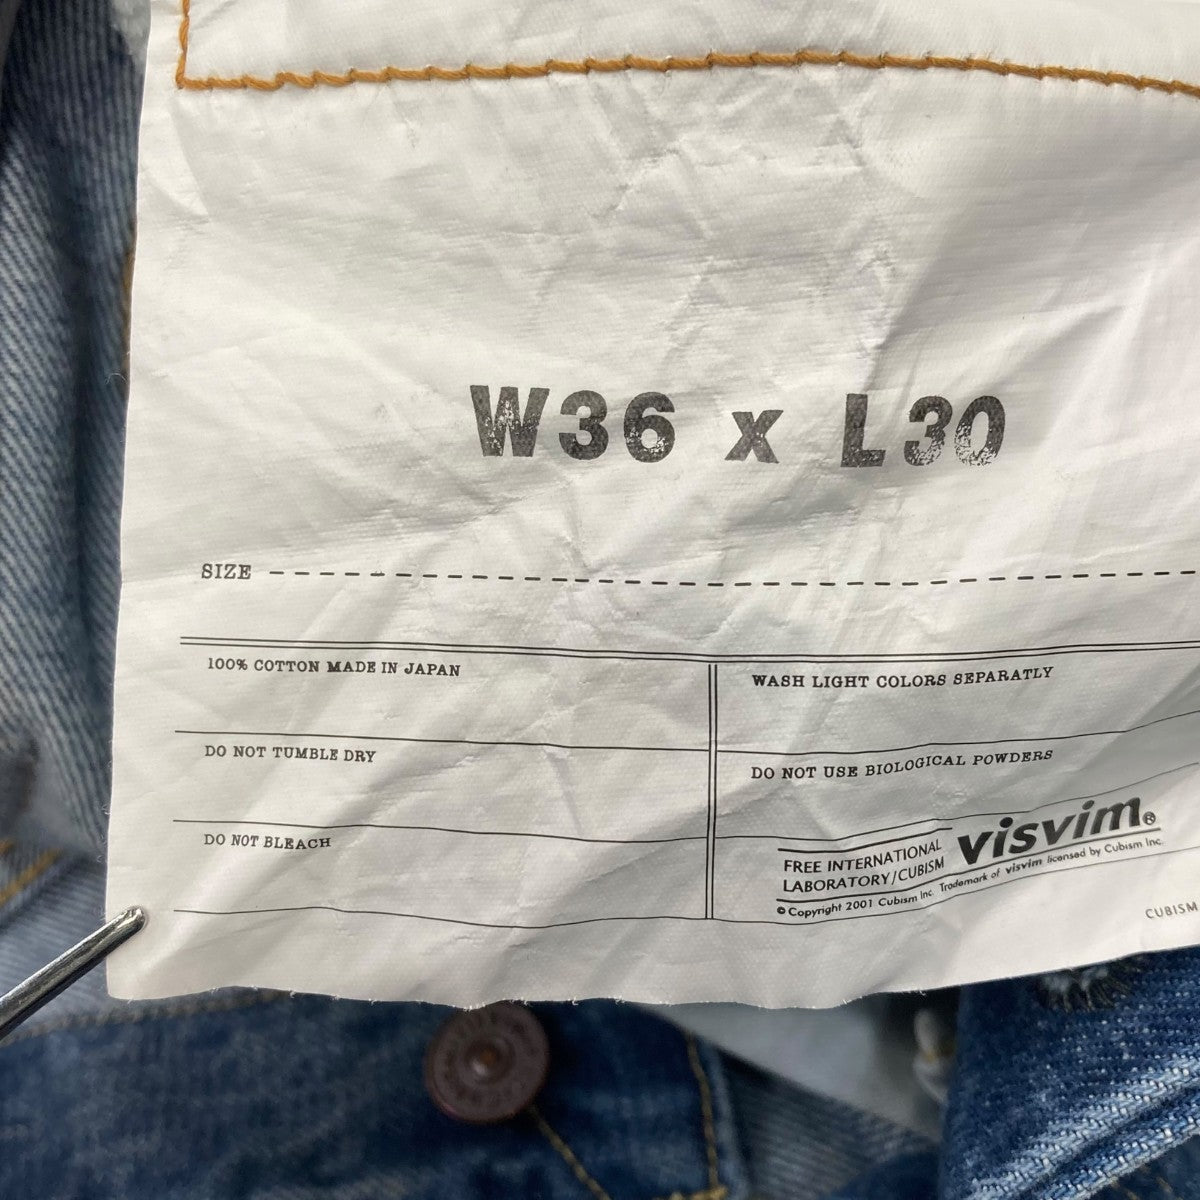 W36 x L30
SIZE
100% COTTON MADE IN JAPAN
WASH LIGHT COLORS SEPARATLY
DO NOT TUMBLE DRY
DO NOT USE BIOLOGICAL POWDERS
DO NOT BLEACH
FREE INTERNATIONAL
LABORATORY/CUBISM
visvim®
© Copyright 2001 Cubism Inc. Trademark of visvim licensed by Cubism Inc.
CUBISM